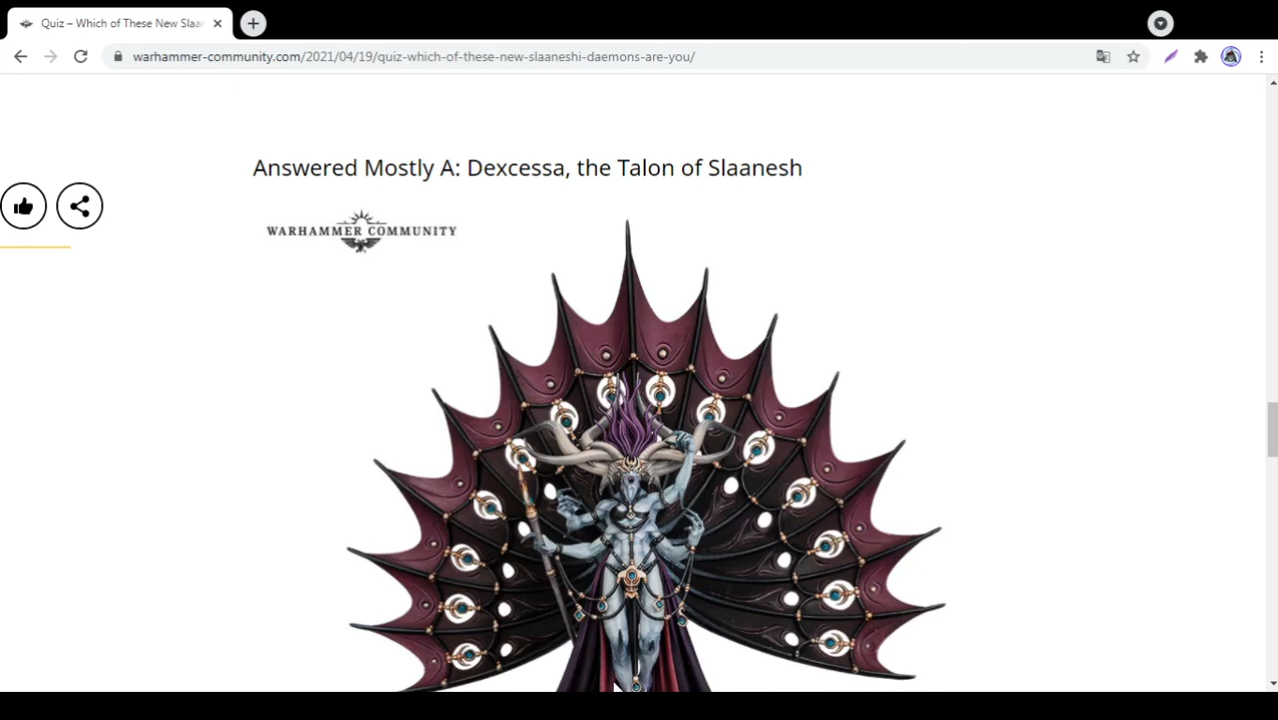 Quiz – Which of These New Slaa
warhammer-community.com/2021/04/19/quiz-which-of-these-new-slaaneshi-daemons-are-you/
Answered Mostly A: Dexcessa, the Talon of Slaanesh
WARHAMMER COMMUNITY